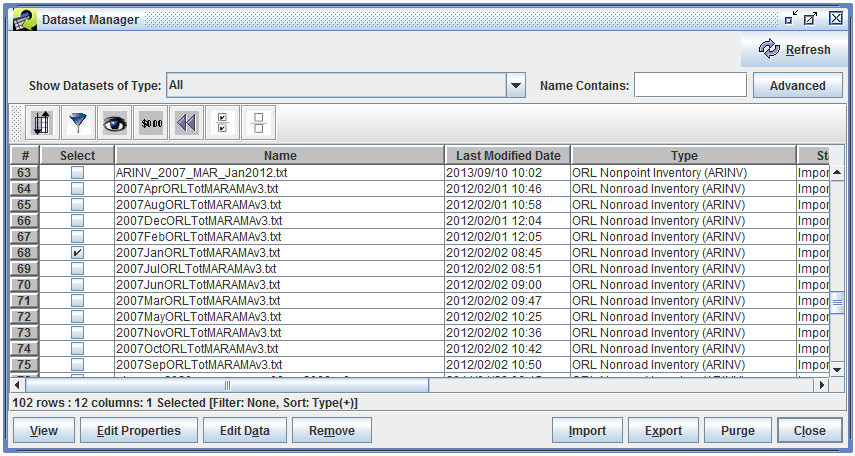 Dataset Manager
Refresh
Show Datasets of Type: All Name Contains: Advanced
$0.00
# Select Name Last Modified Date Type Sta
63 ARINV_2007_MAR_Jan2012.txt 2013/09/10 10:02 ORL Nonpoint Inventory (ARINV) Impor
64 2007AprORLTotMARAMAv3.txt 2012/02/01 10:46 ORL Nonroad Inventory (ARINV) Impor
65 2007AugORLTotMARAMAv3.txt 2012/02/01 10:58 ORL Nonroad Inventory (ARINV) Impor
66 2007DecORLTotMARAMAv3.txt 2012/02/01 12:04 ORL Nonroad Inventory (ARINV) Impor
67 2007FebORLTotMARAMAv3.txt 2012/02/01 12:05 ORL Nonroad Inventory (ARINV) Impor
68 2007JanORLTotMARAMAv3.txt 2012/02/02 08:45 ORL Nonroad Inventory (ARINV) Impor
69 2007JulORLTotMARAMAv3.txt 2012/02/02 08:51 ORL Nonroad Inventory (ARINV) Impor
70 2007JunORLTotMARAMAv3.txt 2012/02/02 09:00 ORL Nonroad Inventory (ARINV) Impor
71 2007MarORLTotMARAMAv3.txt 2012/02/02 09:47 ORL Nonroad Inventory (ARINV) Impor
72 2007MayORLTotMARAMAv3.txt 2012/02/02 10:25 ORL Nonroad Inventory (ARINV) Impor
73 2007NovORLTotMARAMAv3.txt 2012/02/02 10:36 ORL Nonroad Inventory (ARINV) Impor
74 2007OctORLTotMARAMAv3.txt 2012/02/02 10:42 ORL Nonroad Inventory (ARINV) Impor
75 2007SepORLTotMARAMAv3.txt 2012/02/02 10:50 ORL Nonroad Inventory (ARINV) Impor
102 rows : 12 columns: 1 Selected [Filter: None, Sort: Type(+)]
View Edit Properties Edit Data Remove Import Export Purge Close